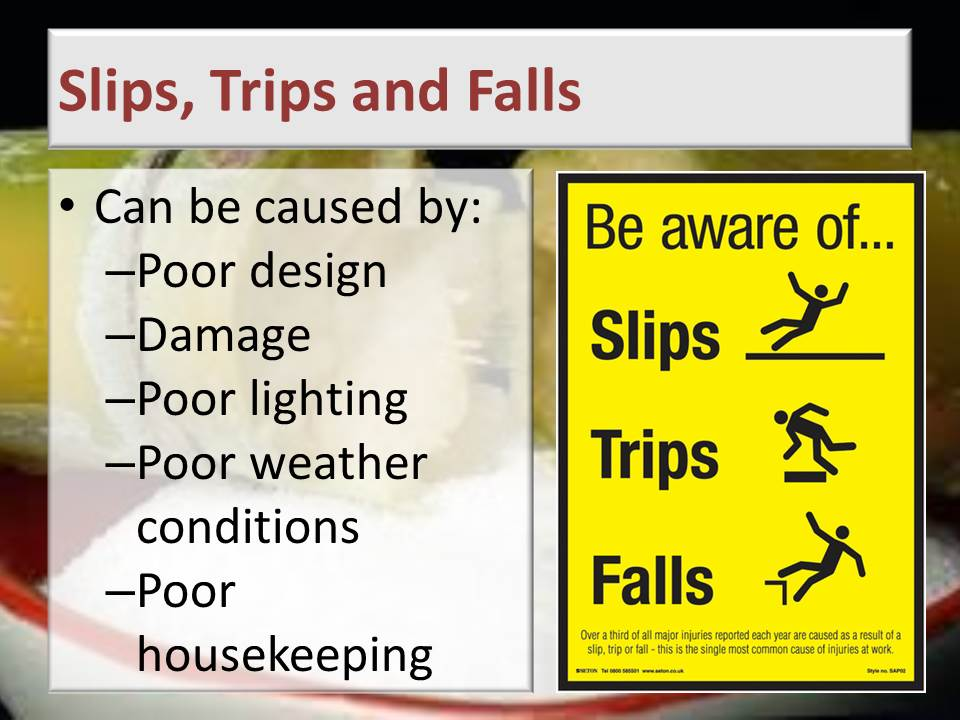 Slips, Trips and Falls
• Can be caused by:
–Poor design
–Damage
–Poor lighting
–Poor weather
conditions
–Poor
housekeeping
Be aware of...
Slips
Trips
Falls
Over a third of all major injuries reported each year are caused as a result of a
slip, trip or fall - this is the single most common cause of injuries at work.
SETON Tel 0800 585501 www.seton.co.uk
Style no. SAP02